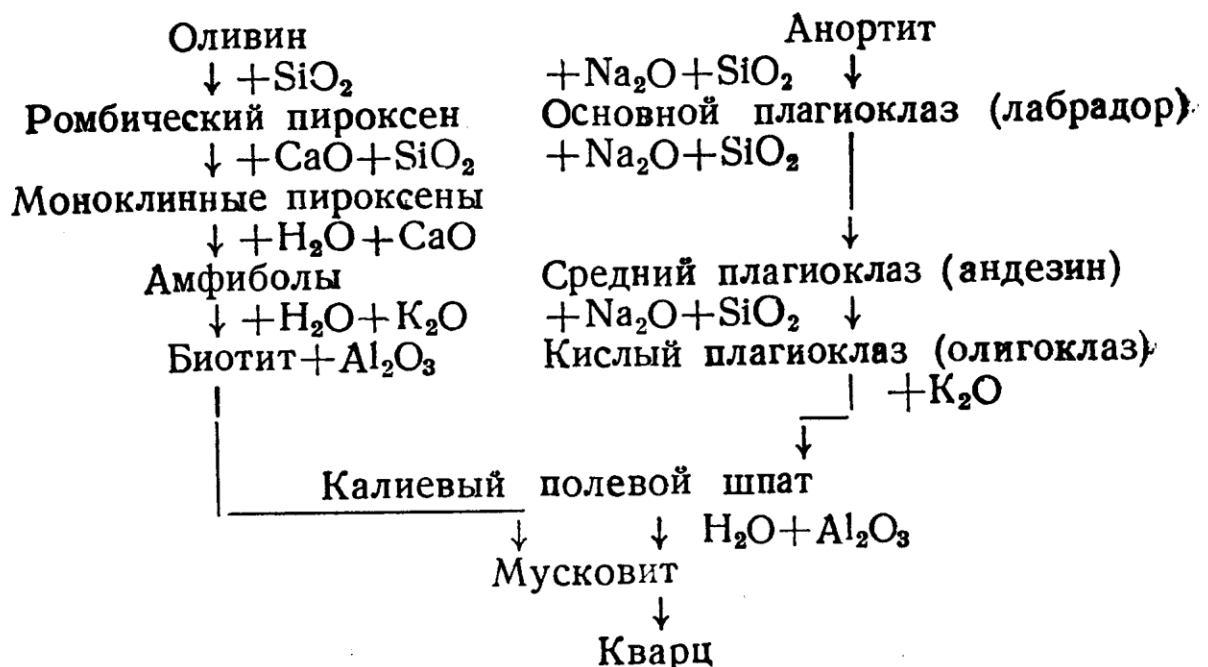 Оливин Анортит
↓ +SiO₂ +Na₂O+SiO₂ ↓
Ромбический пироксен Основной плагиоклаз (лабрадор)
↓ +CaO+SiO₂ +Na₂O+SiO₂
Моноклинные пироксены
↓ +H₂O+CaO ↓
Амфиболы Средний плагиоклаз (андезин)
↓ +H₂O+K₂O +Na₂O+SiO₂ ↓
Биотит+Al₂O₃ Кислый плагиоклаз (олигоклаз)
+K₂O
↓
Калиевый полевой шпат
↓ ↓ H₂O+Al₂O₃
Мусковит
↓
Кварц